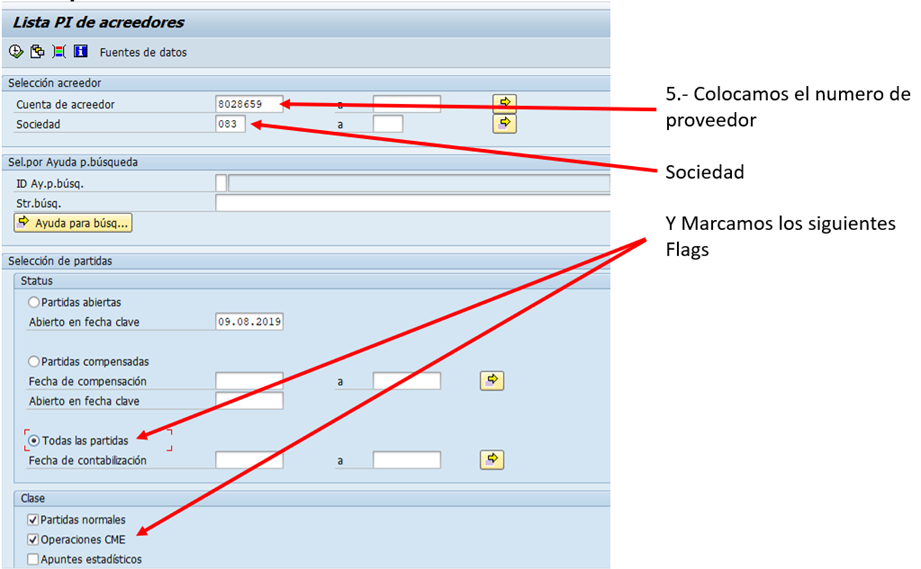 Lista PI de acreedores
Fuentes de datos
Selección acreedor
Cuenta de acreedor 8028659 a
Sociedad 083 a
Sel.por Ayuda p.búsqueda
ID Ay.p.búsq.
Str.búsq.
Ayuda para búsq...
Selección de partidas
Status
Partidas abiertas
Abierto en fecha clave 09.08.2019
Partidas compensadas
Fecha de compensación a
Abierto en fecha clave
Todas las partidas
Fecha de contabilización a
Clase
Partidas normales
Operaciones CME
Apuntes estadísticos
5.- Colocamos el numero de
proveedor
Sociedad
Y Marcamos los siguientes
Flags